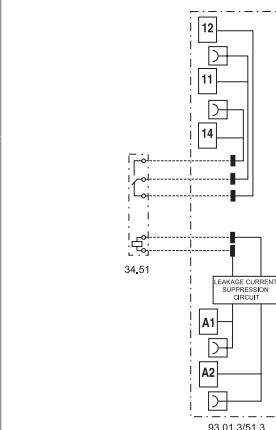 12
11
14
34.51
LEAKAGE CURRENT
SUPPRESSION
CIRCUIT
A1
A2
93.01.3/51.3